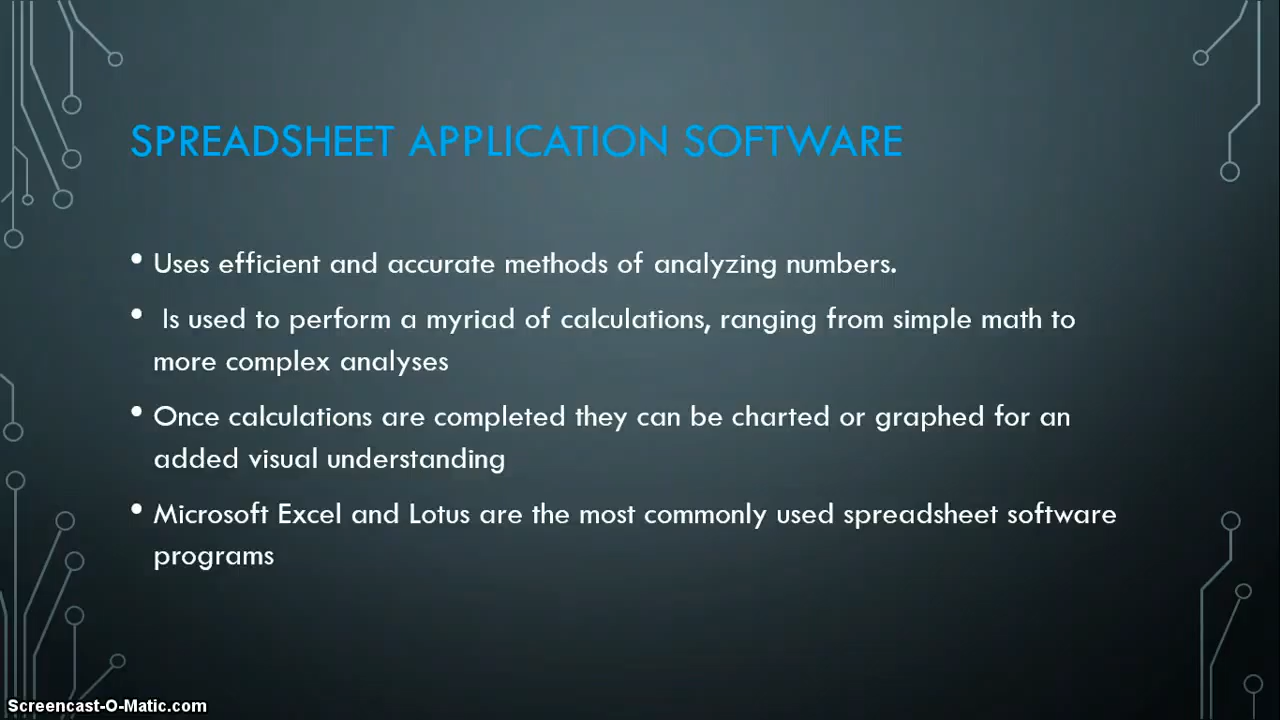 SPREADSHEET APPLICATION SOFTWARE
• Uses efficient and accurate methods of analyzing numbers.
• Is used to perform a myriad of calculations, ranging from simple math to
more complex analyses
• Once calculations are completed they can be charted or graphed for an
added visual understanding
• Microsoft Excel and Lotus are the most commonly used spreadsheet software
programs
Screencast-O-Matic.com